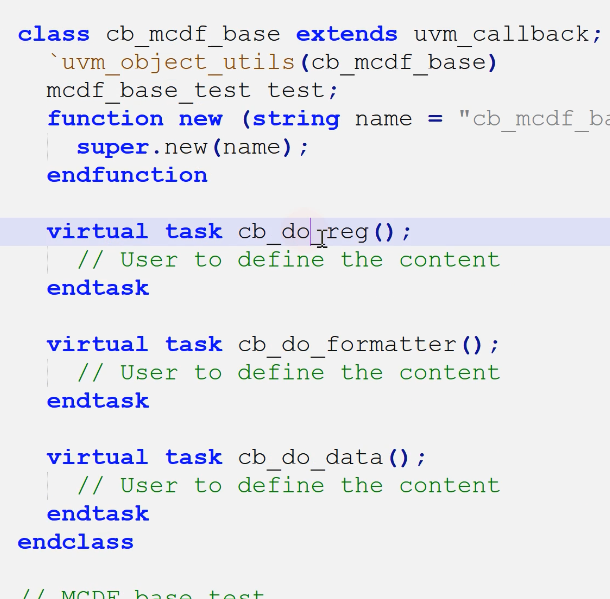 class cb_mcdf_base extends uvm_callback;
`uvm_object_utils(cb_mcdf_base)
mcdf_base_test test;
function new (string name = "cb_mcdf_ba
super.new(name);
endfunction
virtual task cb_do_reg();
// User to define the content
endtask
virtual task cb_do_formatter();
// User to define the content
endtask
virtual task cb_do_data();
// User to define the content
endtask
endclass
// MCDF base test